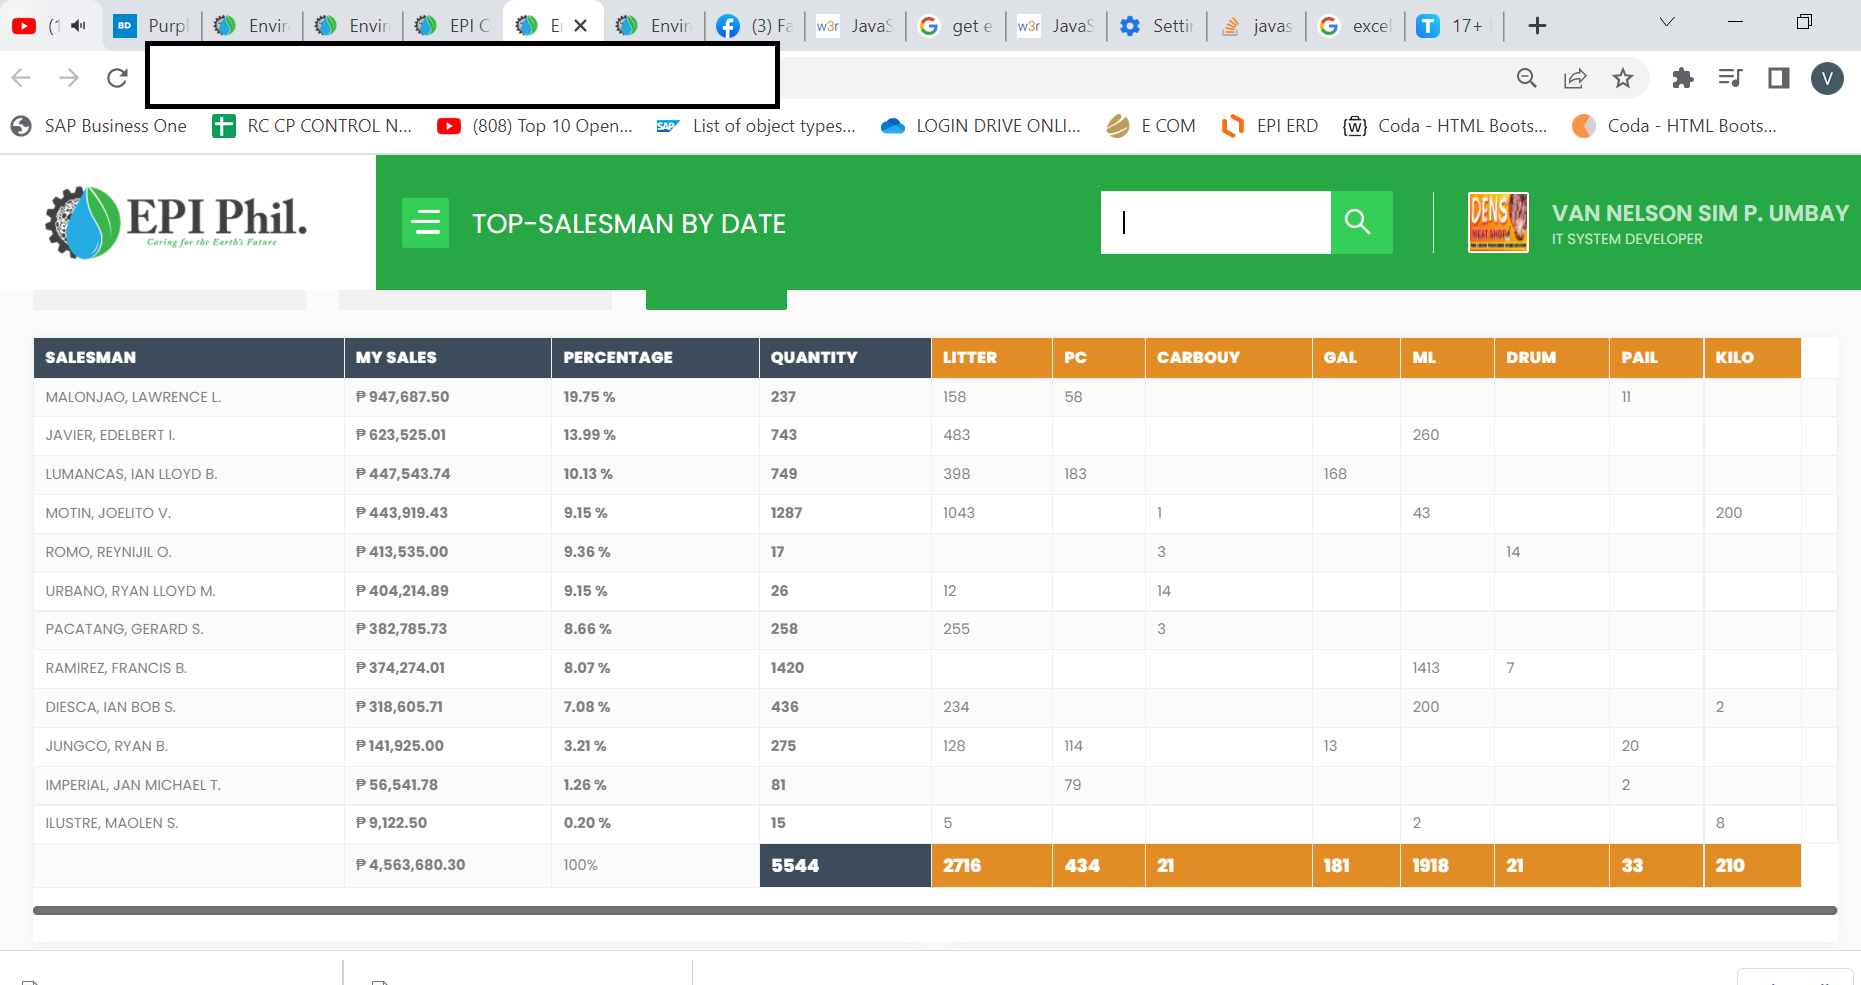 (1 Purpl Envir Envir EPI C E Envir (3) Fa JavaS get e JavaS Settir javas excel 17+
V
SAP Business One RC CP CONTROL N... (808) Top 10 Open... List of object types... LOGIN DRIVE ONLI... E COM EPI ERD Coda - HTML Boots... Coda - HTML Boots...
EPI Phil.
Caring for the Earth's Future
TOP-SALESMAN BY DATE
DENS
MEAT SHOP
VAN NELSON SIM P. UMBAY
IT SYSTEM DEVELOPER
SALESMAN MY SALES PERCENTAGE QUANTITY LITTER PC CARBOUY GAL ML DRUM PAIL KILO
MALONJAO, LAWRENCE L. ₱ 947,687.50 19.75 % 237 158 58 11
JAVIER, EDELBERT I. ₱ 623,525.01 13.99 % 743 483 260
LUMANCAS, IAN LLOYD B. ₱ 447,543.74 10.13 % 749 398 183 168
MOTIN, JOELITO V. ₱ 443,919.43 9.15 % 1287 1043 1 43 200
ROMO, REYNIJIL O. ₱ 413,535.00 9.36 % 17 3 14
URBANO, RYAN LLOYD M. ₱ 404,214.89 9.15 % 26 12 14
PACATANG, GERARD S. ₱ 382,785.73 8.66 % 258 255 3
RAMIREZ, FRANCIS B. ₱ 374,274.01 8.07 % 1420 1413 7
DIESCA, IAN BOB S. ₱ 318,605.71 7.08 % 436 234 200 2
JUNGCO, RYAN B. ₱ 141,925.00 3.21 % 275 128 114 13 20
IMPERIAL, JAN MICHAEL T. ₱ 56,541.78 1.26 % 81 79 2
ILUSTRE, MAOLEN S. ₱ 9,122.50 0.20 % 15 5 2 8
₱ 4,563,680.30 100% 5544 2716 434 21 181 1918 21 33 210